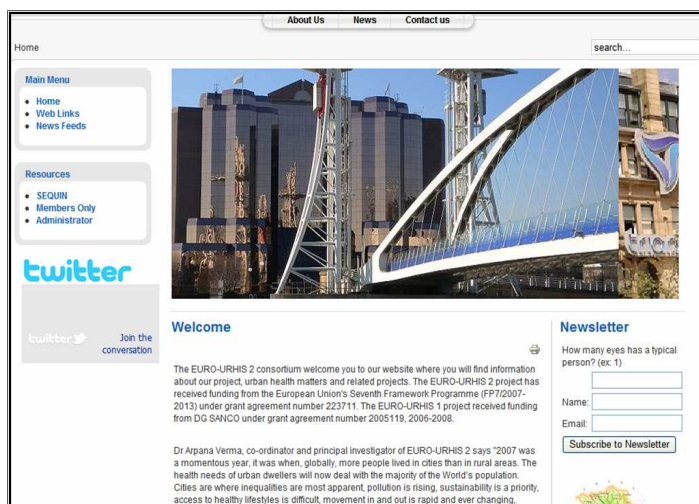 About Us News Contact us
Home
search...
Main Menu
Home
Web Links
News Feeds
Resources
SEQUIN
Members Only
Administrator
twitter
twitter
Join the
conversation
Welcome
The EURO-URHIS 2 consortium welcome you to our website where you will find information
about our project, urban health matters and related projects. The EURO-URHIS 2 project has
received funding from the European Union's Seventh Framework Programme (FP7/2007-
2013) under grant agreement number 223711. The EURO-URHIS 1 project received funding
from DG SANCO under grant agreement number 2005119, 2006-2008.
Dr Arpana Verma, co-ordinator and principal investigator of EURO-URHIS 2 says "2007 was
a momentous year, it was when, globally, more people lived in cities than in rural areas. The
health needs of urban dwellers will now deal with the majority of the World's population.
Cities are where inequalities are most apparent, pollution is rising, sustainability is a priority,
access to healthy lifestyles is difficult, movement in and out is rapid and ever changing,
Newsletter
How many eyes has a typical
person? (ex: 1)
Name:
Email:
Subscribe to Newsletter